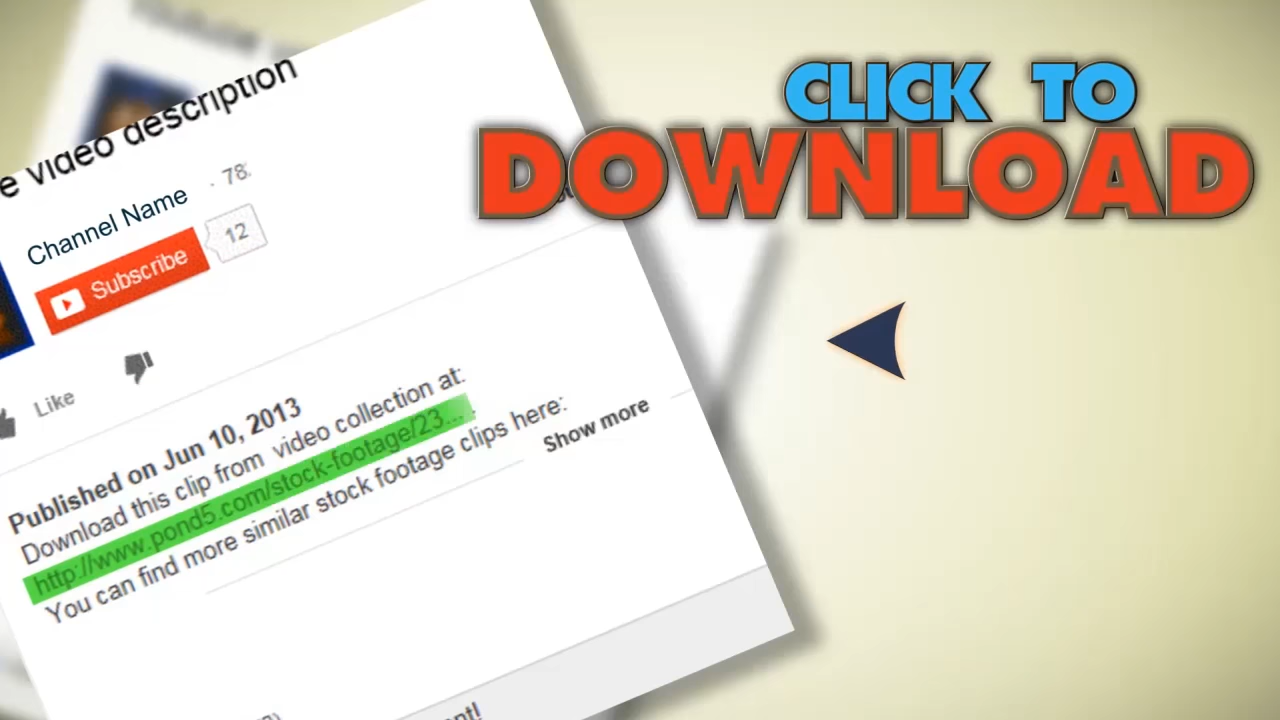 CLICK TO
DOWNLOAD
e video description
Channel Name
78
Subscribe
12
Like
Published on Jun 10, 2013
Download this clip from video collection at:
http://www.pond5.com/stock-footage/23... .
You can find more similar stock footage clips here:
Show more